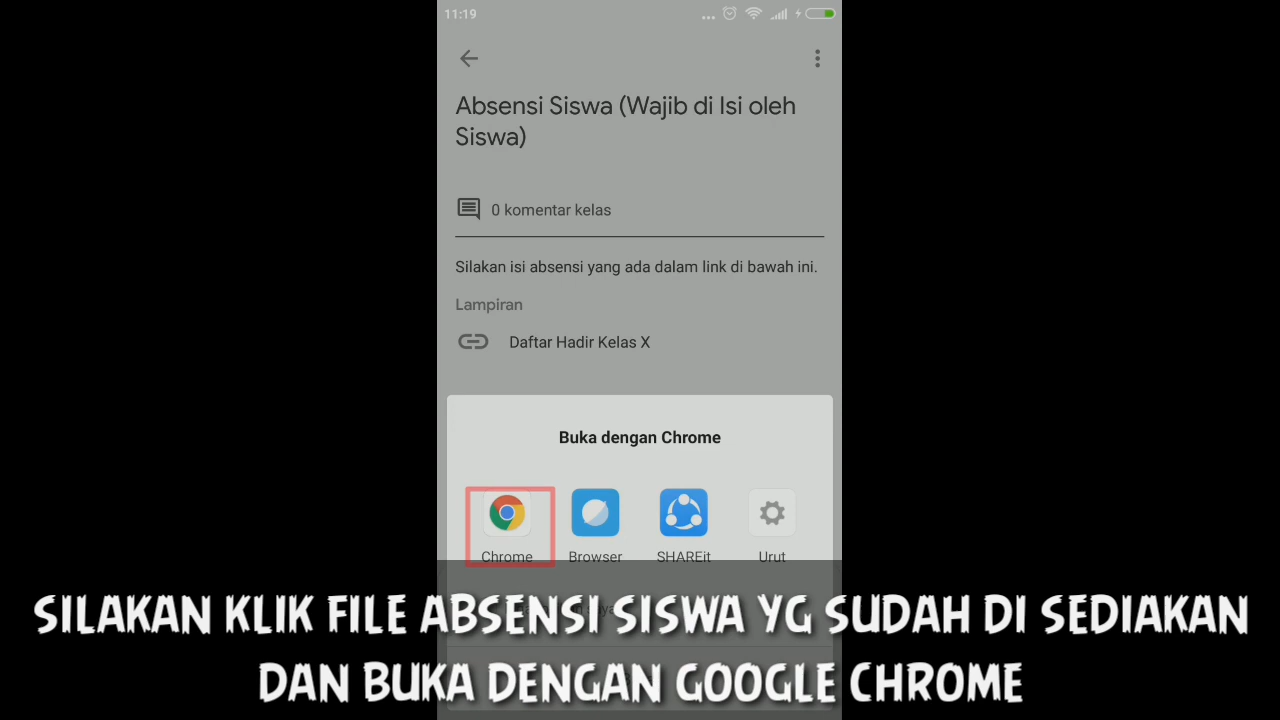 11:19
Absensi Siswa (Wajib di Isi oleh
Siswa)
0 komentar kelas
Silakan isi absensi yang ada dalam link di bawah ini.
Lampiran
Daftar Hadir Kelas X
Buka dengan Chrome
Chrome Browser SHAREit Urut
SILAKAN KLIK FILE ABSENSI SISWA YG SUDAH DI SEDIAKAN
DAN BUKA DENGAN GOOGLE CHROME